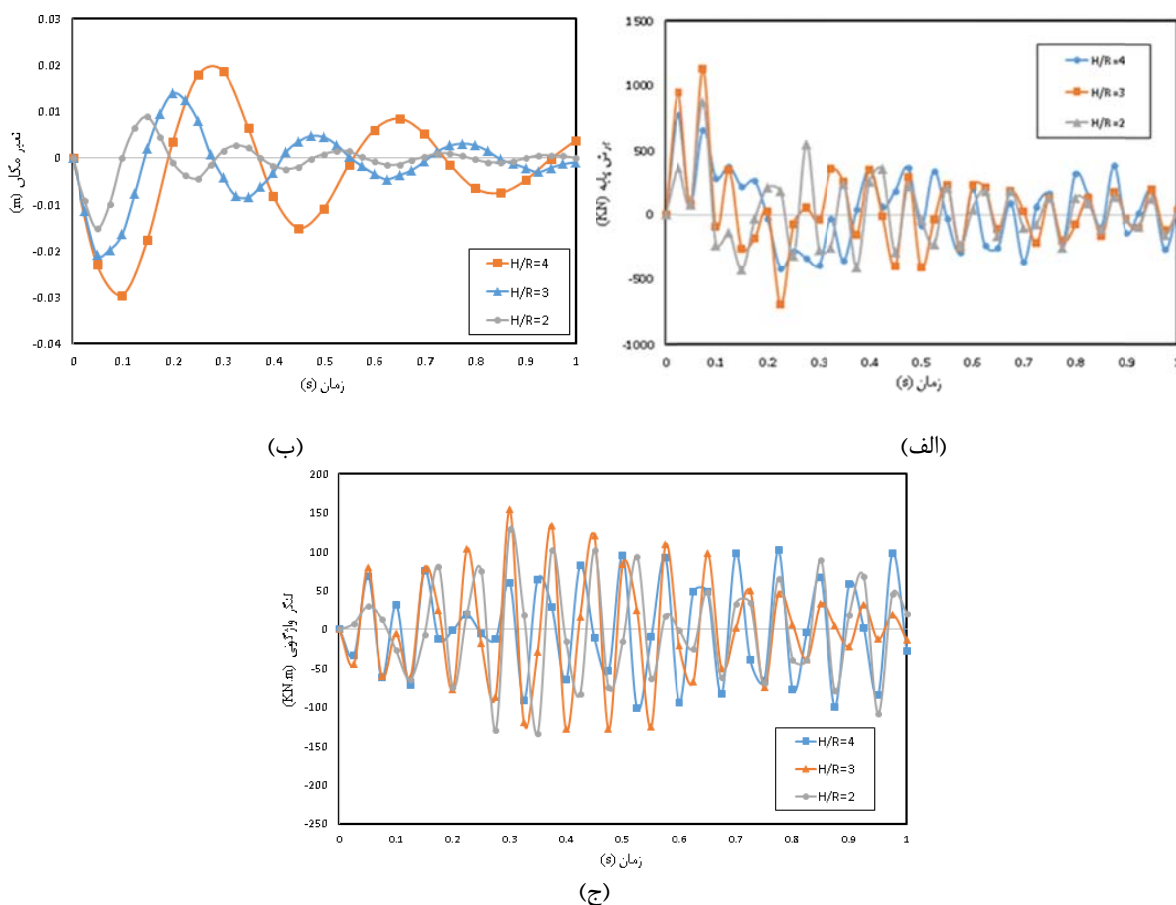 0.03
0.02
0.01
0
-0.01
-0.02
-0.03
-0.04
تغییر مکان (m)
0 0.1 0.2 0.3 0.4 0.5 0.6 0.7 0.8 0.9 1
زمان (s)
H/R=4
H/R=3
H/R=2
(ب)
1500
1000
500
0
-500
-1000
برش پایه (KN)
0 0.1 0.2 0.3 0.4 0.5 0.6 0.7 0.8 0.9 1
زمان (s)
H/R=4
H/R=3
H/R=2
(الف)
200
150
100
50
0
-50
-100
-150
-200
-250
لنگر واژگونی (KN.m)
0 0.1 0.2 0.3 0.4 0.5 0.6 0.7 0.8 0.9 1
زمان (s)
H/R=4
H/R=3
H/R=2
(ج)